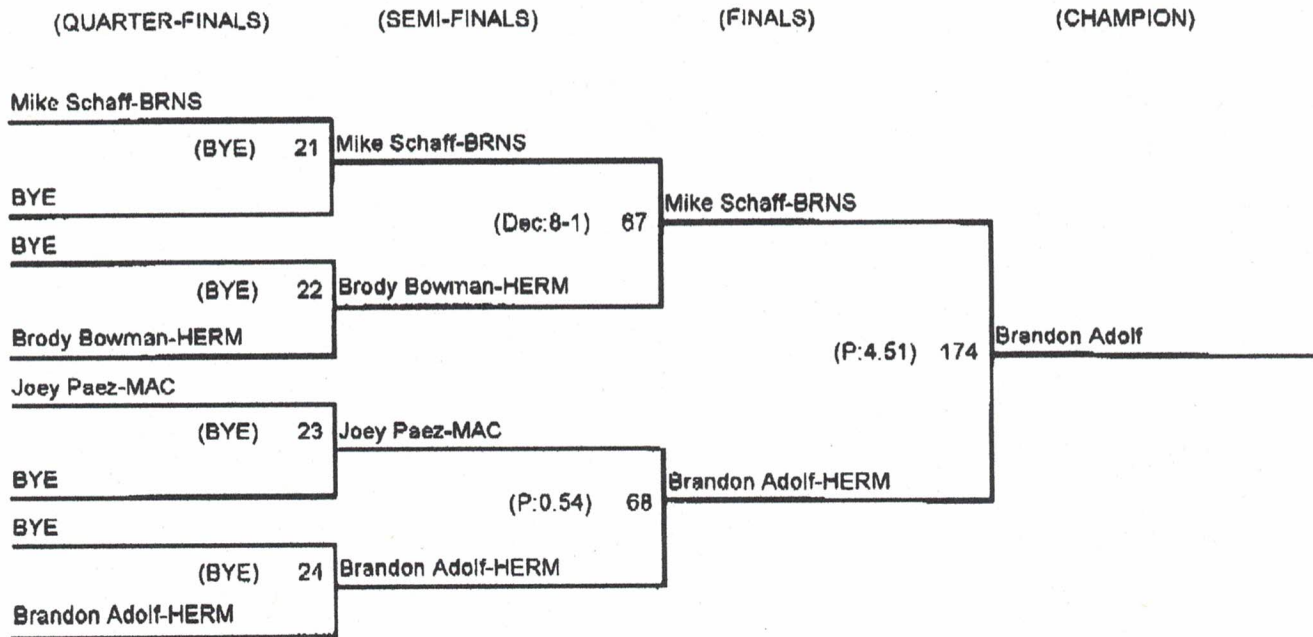 (QUARTER-FINALS) (SEMI-FINALS) (FINALS) (CHAMPION)
Mike Schaff-BRNS
(BYE) 21 Mike Schaff-BRNS
BYE
(Dec:8-1) 67 Mike Schaff-BRNS
BYE
(BYE) 22 Brody Bowman-HERM
Brody Bowman-HERM
(P:4.51) 174 Brandon Adolf
Joey Paez-MAC
(BYE) 23 Joey Paez-MAC
BYE
(P:0.54) 68 Brandon Adolf-HERM
BYE
(BYE) 24 Brandon Adolf-HERM
Brandon Adolf-HERM